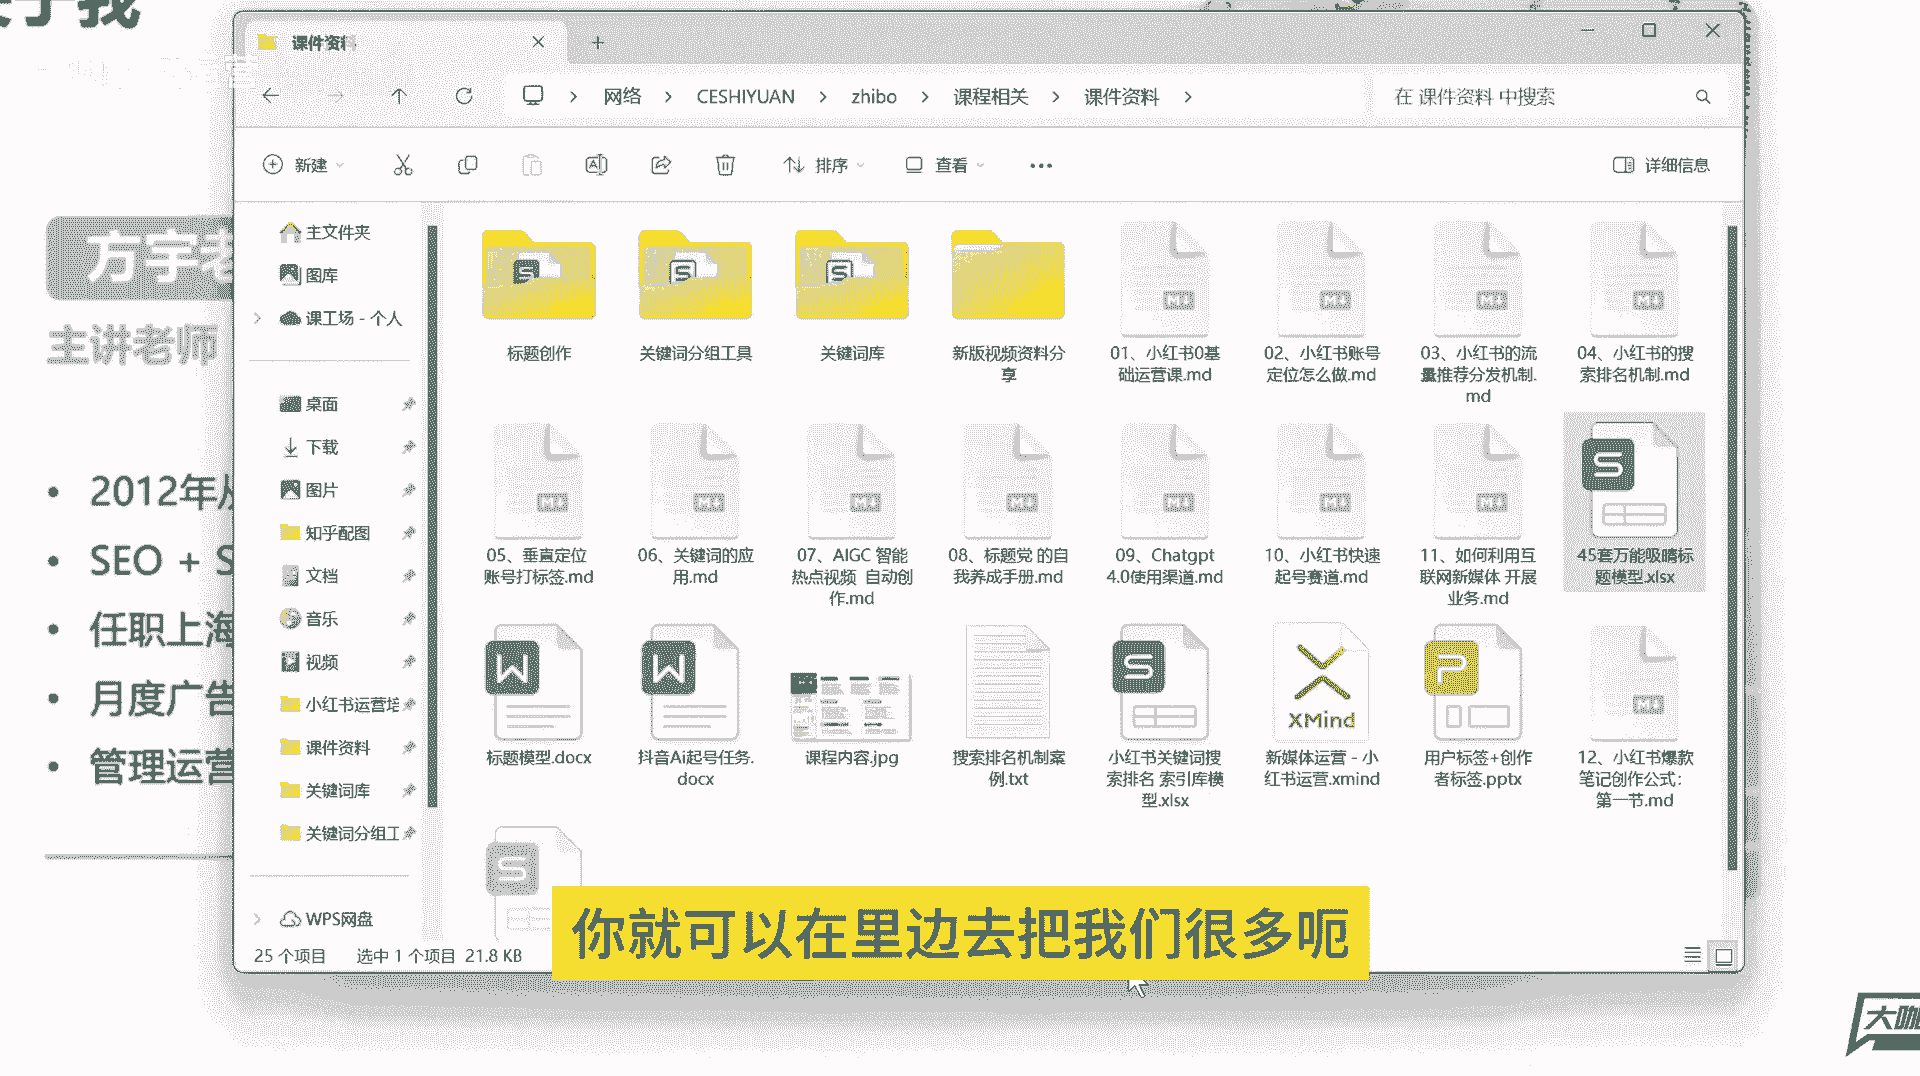 于我
课件资料
网络 > CESHIYUAN > zhibo > 课程相关 > 课件资料 >
在 课件资料 中搜索
新建
排序
查看
详细信息
方宇老
主讲老师
2012年从
SEO + S
任职上海
月度广告
管理运营
主文件夹
图库
课工场 - 个人
桌面
下载
图片
知乎配图
文档
音乐
视频
小红书运营培
课件资料
关键词库
关键词分组工
WPS网盘
标题创作
关键词分组工具
关键词库
新版视频资料分
享
01、小红书0基
础运营课.md
02、小红书账号
定位怎么做.md
03、小红书的流
量推荐分发机制.
md
04、小红书的搜
索排名机制.md
05、垂直定位
账号打标签.md
06、关键词的应
用.md
07、AIGC 智能
热点视频 自动创
作.md
08、标题党 的自
我养成手册.md
09、Chatgpt
4.0使用渠道.md
10、小红书快速
起号赛道.md
11、如何利用互
联网新媒体 开展
业务.md
45套万能吸睛标
题模型.xlsx
XMind
标题模型.docx
抖音Ai起号任务.
docx
课程内容.jpg
搜索排名机制案
例.txt
小红书关键词搜
索排名 索引库模
型.xlsx
新媒体运营 - 小
红书运营.xmind
用户标签+创作
者标签.pptx
12、小红书爆款
笔记创作公式：
第一节.md
你就可以在里边去把我们很多呃
25 个项目
选中 1 个项目 21.8 KB
大咖